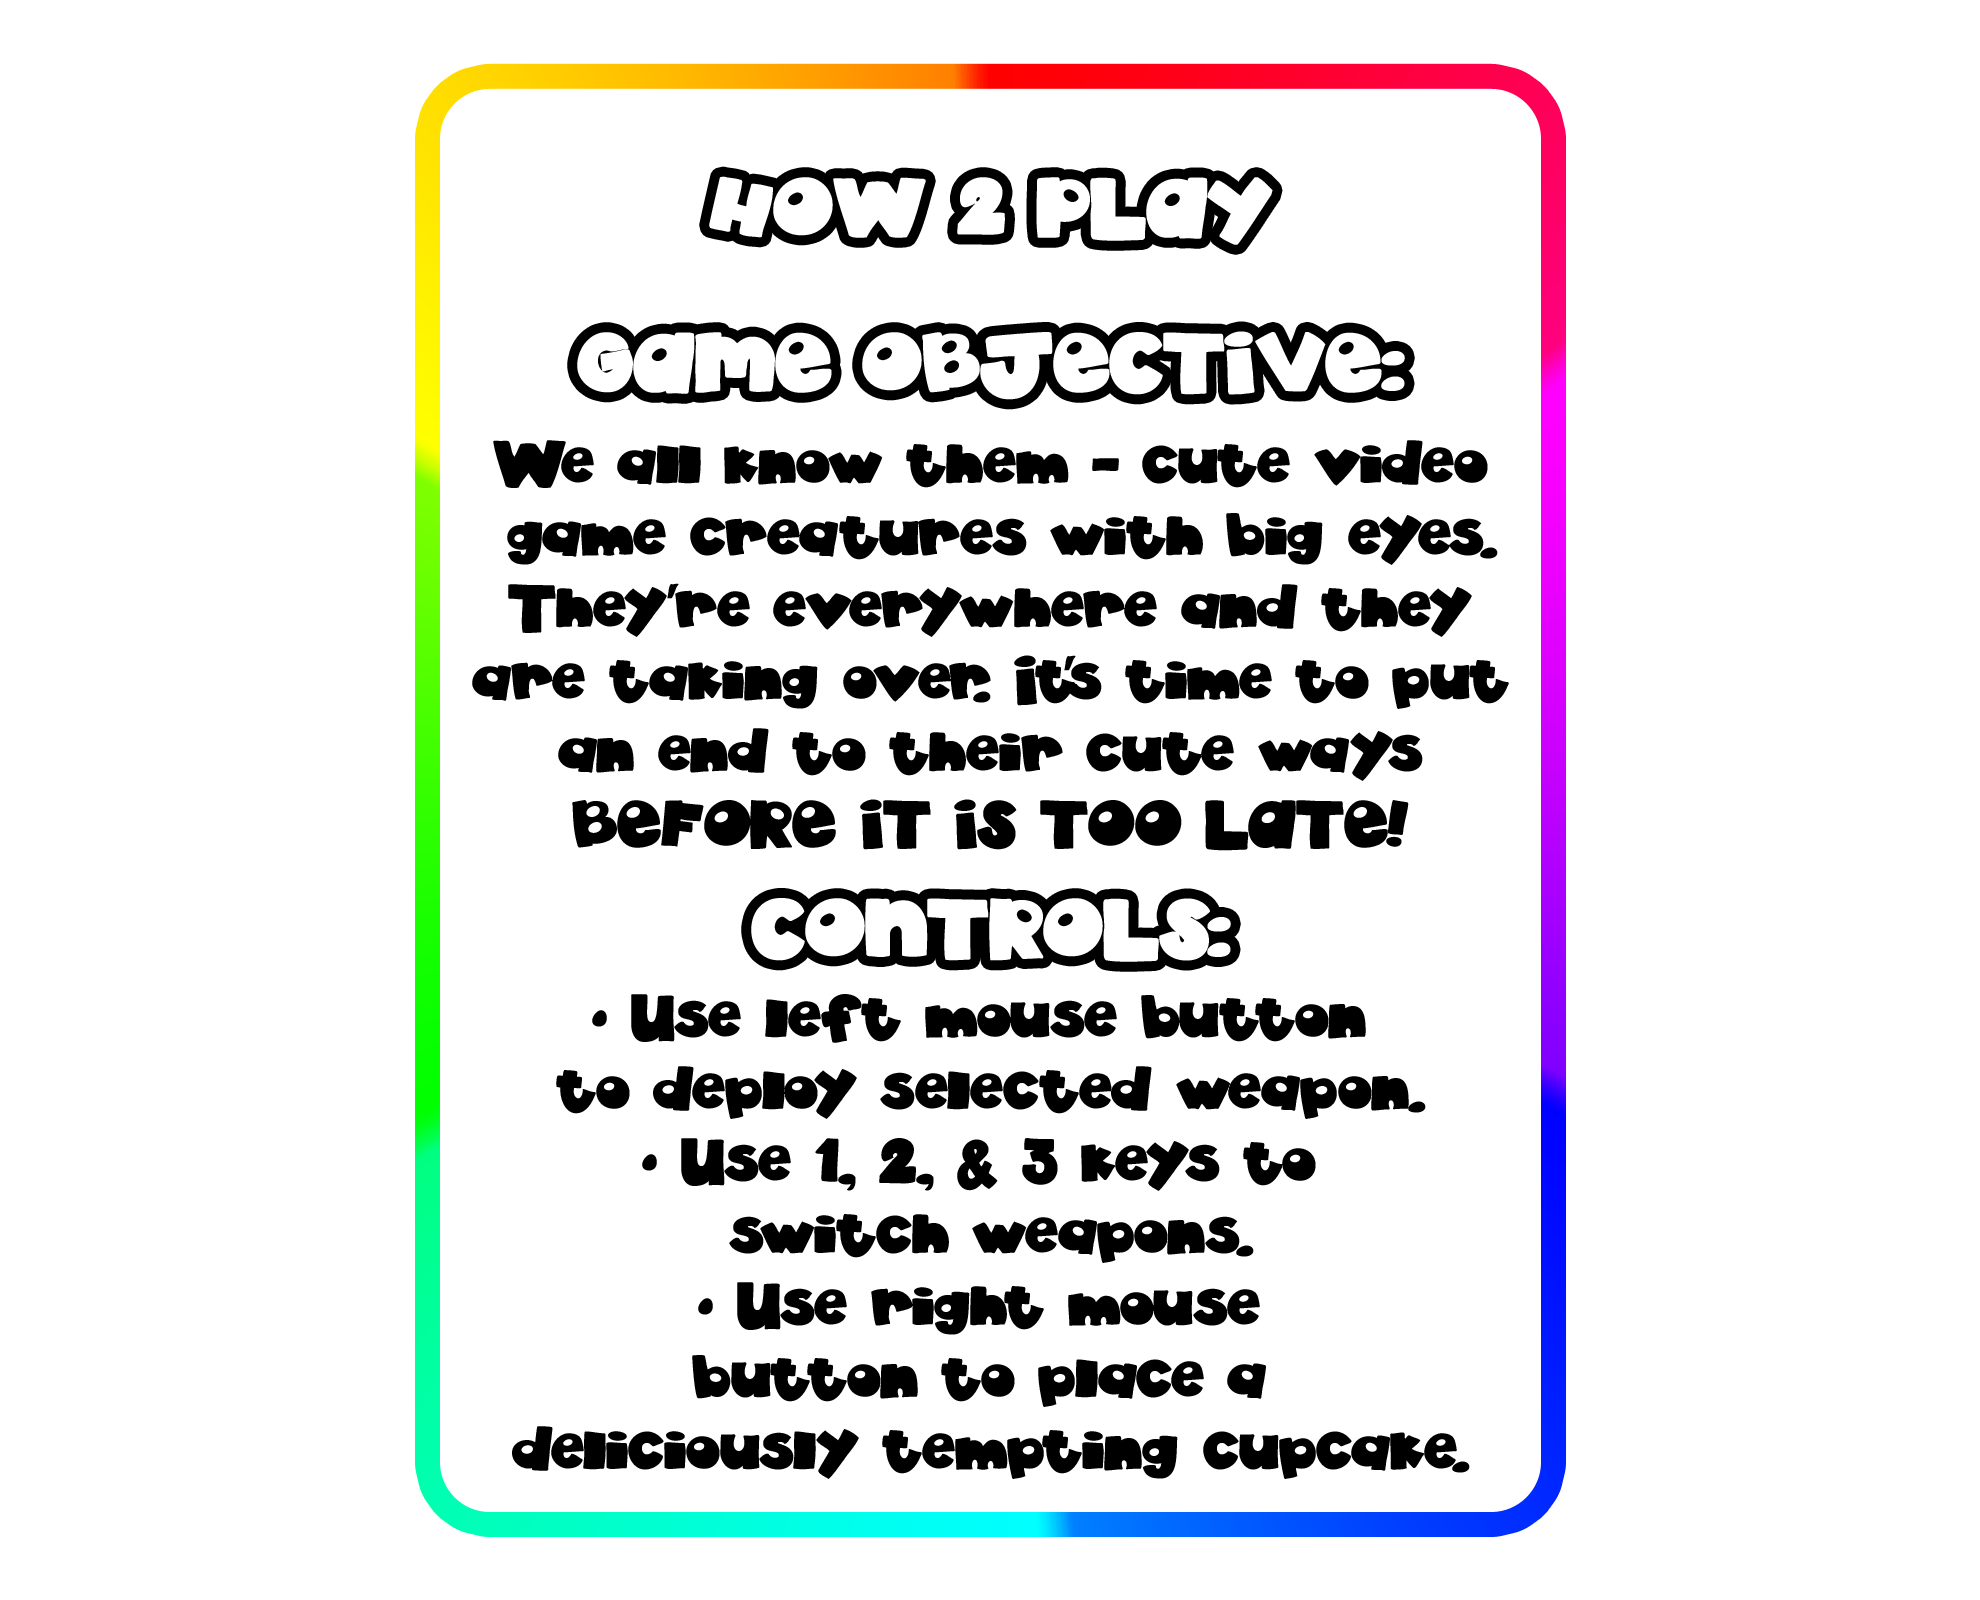 HOW 2 PLAY
GAME OBJECTIVE:
We all know them - cute video
game creatures with big eyes.
They're everywhere and they
are taking over. it's time to put
an end to their cute ways
BEFORE IT IS TOO LATE!
CONTROLS:
• Use left mouse button
to deploy selected weapon.
• Use 1, 2, & 3 keys to
switch weapons.
• Use right mouse
button to place a
deliciously tempting cupcake.